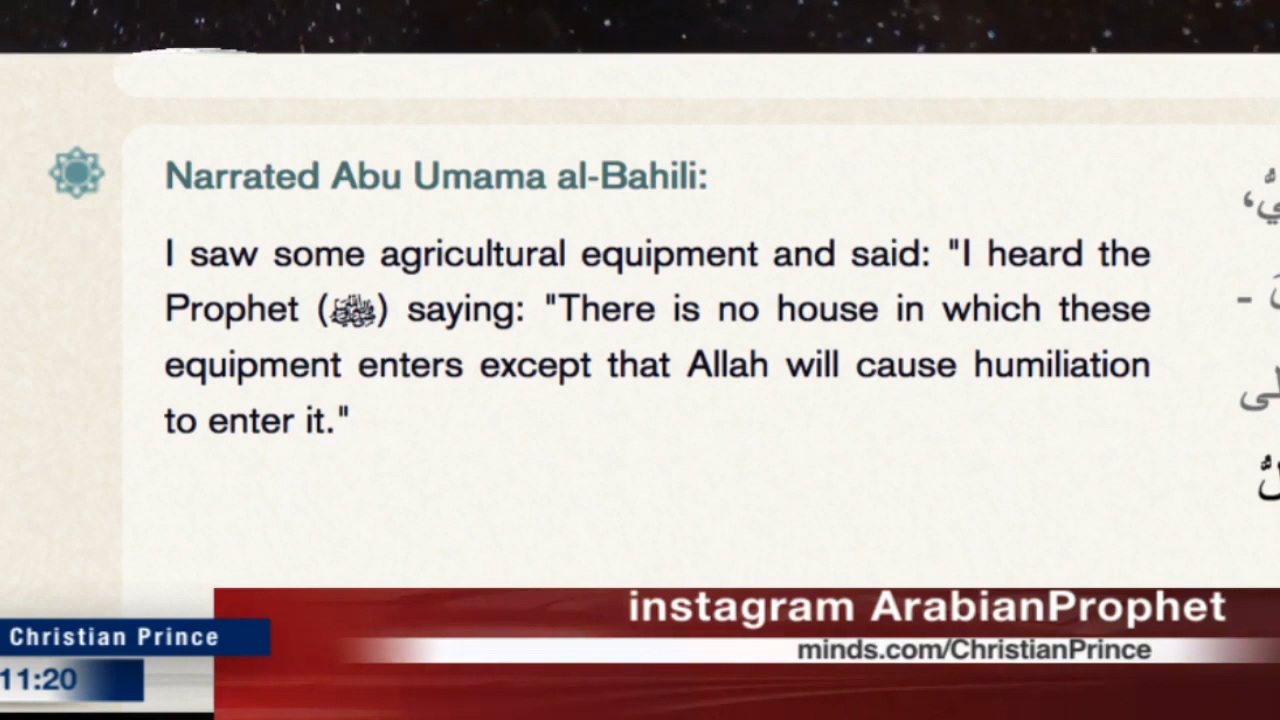 Narrated Abu Umama al-Bahili:
I saw some agricultural equipment and said: "I heard the
Prophet (ﷺ) saying: "There is no house in which these
equipment enters except that Allah will cause humiliation
to enter it."
instagram ArabianProphet
Christian Prince
minds.com/ChristianPrince
11:20